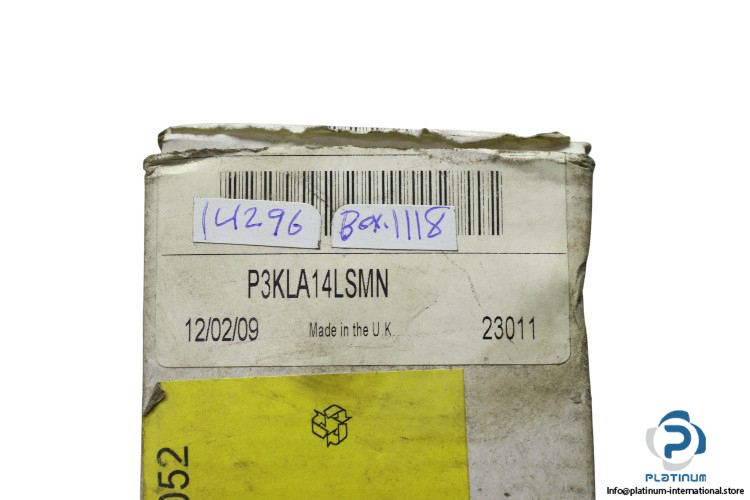 14296
Box.1118
P3KLA14LSMN
12/02/09 Made in the U K. 23011
052
PLATINUM
Info@platinum-international.store